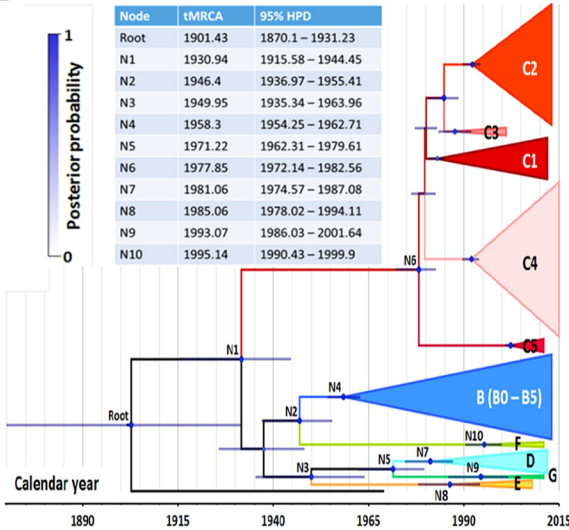 Node tMRCA 95% HPD
Root 1901.43 1870.1 – 1931.23
N1 1930.94 1915.58 – 1944.45
N2 1946.4 1936.97 – 1955.41
N3 1949.95 1935.34 – 1963.96
N4 1958.3 1954.25 – 1962.71
N5 1971.22 1962.31 – 1979.61
N6 1977.85 1972.14 – 1982.56
N7 1981.06 1974.57 – 1987.08
N8 1985.06 1978.02 – 1994.11
N9 1993.07 1986.03 – 2001.64
N10 1995.14 1990.43 – 1999.9
1
Posterior probability
0
C2
C3
C1
C4
N6
C5
N1
N4
B (B0 – B5)
Root
N2
N10 F
N7
N5 D
N3 N9 G
E
N8
Calendar year
1890 1915 1940 1965 1990 2015